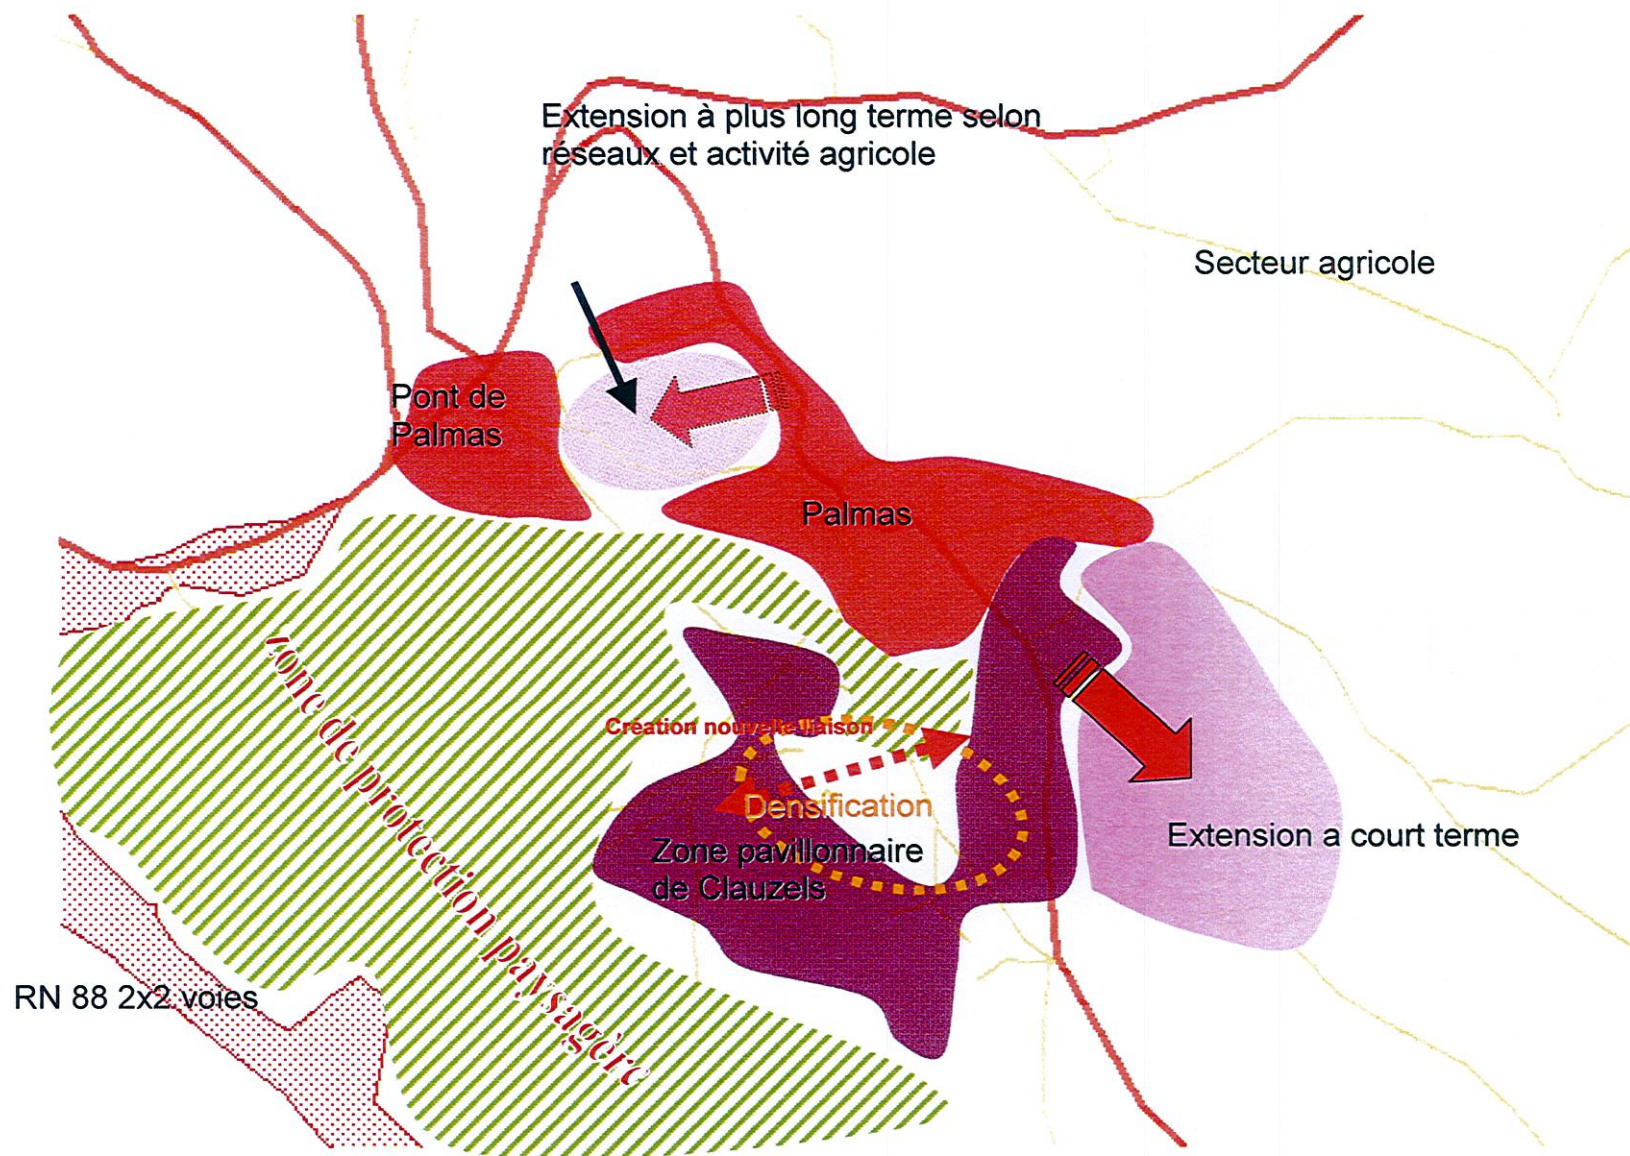 Extension à plus long terme selon
réseaux et activité agricole
Secteur agricole
Pont de
Palmas
Palmas
zone de protection paysagère
Création nouvelle liaison
Densification
Zone pavillonnaire
de Clauzels
Extension a court terme
RN 88 2x2 voies